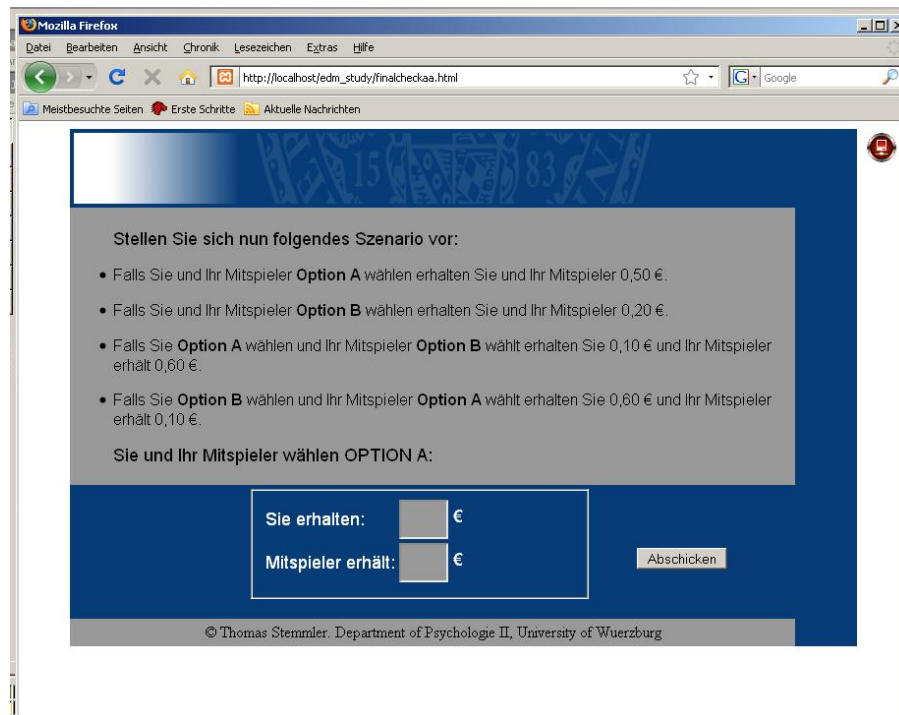 Mozilla Firefox
Datei Bearbeiten Ansicht Chronik Lesezeichen Extras Hilfe
http://localhost/edm_study/finalcheckaa.html
G Google
Meistbesuchte Seiten Erste Schritte Aktuelle Nachrichten
15 83
Stellen Sie sich nun folgendes Szenario vor:
• Falls Sie und Ihr Mitspieler Option A wählen erhalten Sie und Ihr Mitspieler 0,50 €.
• Falls Sie und Ihr Mitspieler Option B wählen erhalten Sie und Ihr Mitspieler 0,20 €.
• Falls Sie Option A wählen und Ihr Mitspieler Option B wählt erhalten Sie 0,10 € und Ihr Mitspieler
erhält 0,60 €.
• Falls Sie Option B wählen und Ihr Mitspieler Option A wählt erhalten Sie 0,60 € und Ihr Mitspieler
erhält 0,10 €.
Sie und Ihr Mitspieler wählen OPTION A:
Sie erhalten: €
Mitspieler erhält: €
Abschicken
© Thomas Stemmler. Department of Psychologie II, University of Wuerzburg